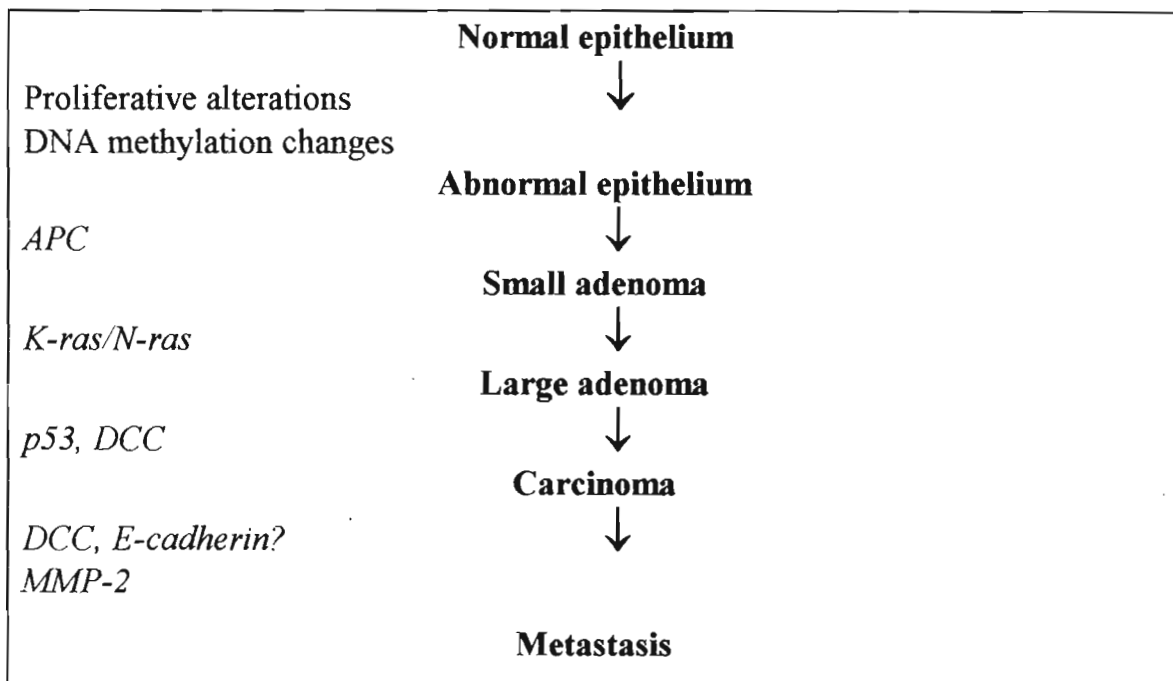 Normal epithelium
Proliferative alterations
DNA methylation changes
Abnormal epithelium
APC
Small adenoma
K-ras/N-ras
Large adenoma
p53, DCC
Carcinoma
DCC, E-cadherin?
MMP-2
Metastasis